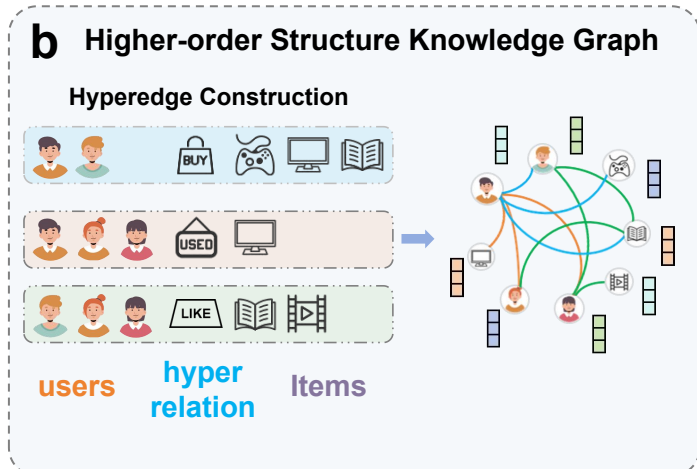 b Higher-order Structure Knowledge Graph
Hyperedge Construction
BUY
USED
LIKE
users
hyper
relation
Items